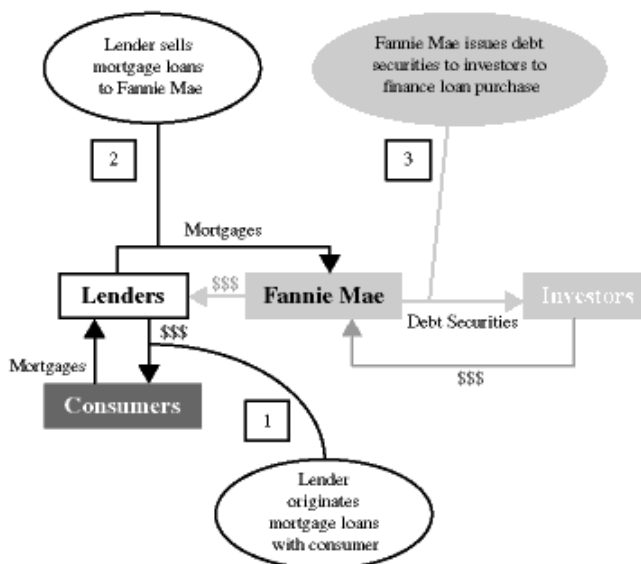 Lender sells
mortgage loans
to Fannie Mae
Fannie Mae issues debt
securities to investors to
finance loan purchase
2
3
Mortgages
Lenders
$$$
Fannie Mae
Investors
Debt Securities
$$$
Mortgages
$$$
Consumers
1
Lender
originates
mortgage loans
with consumer